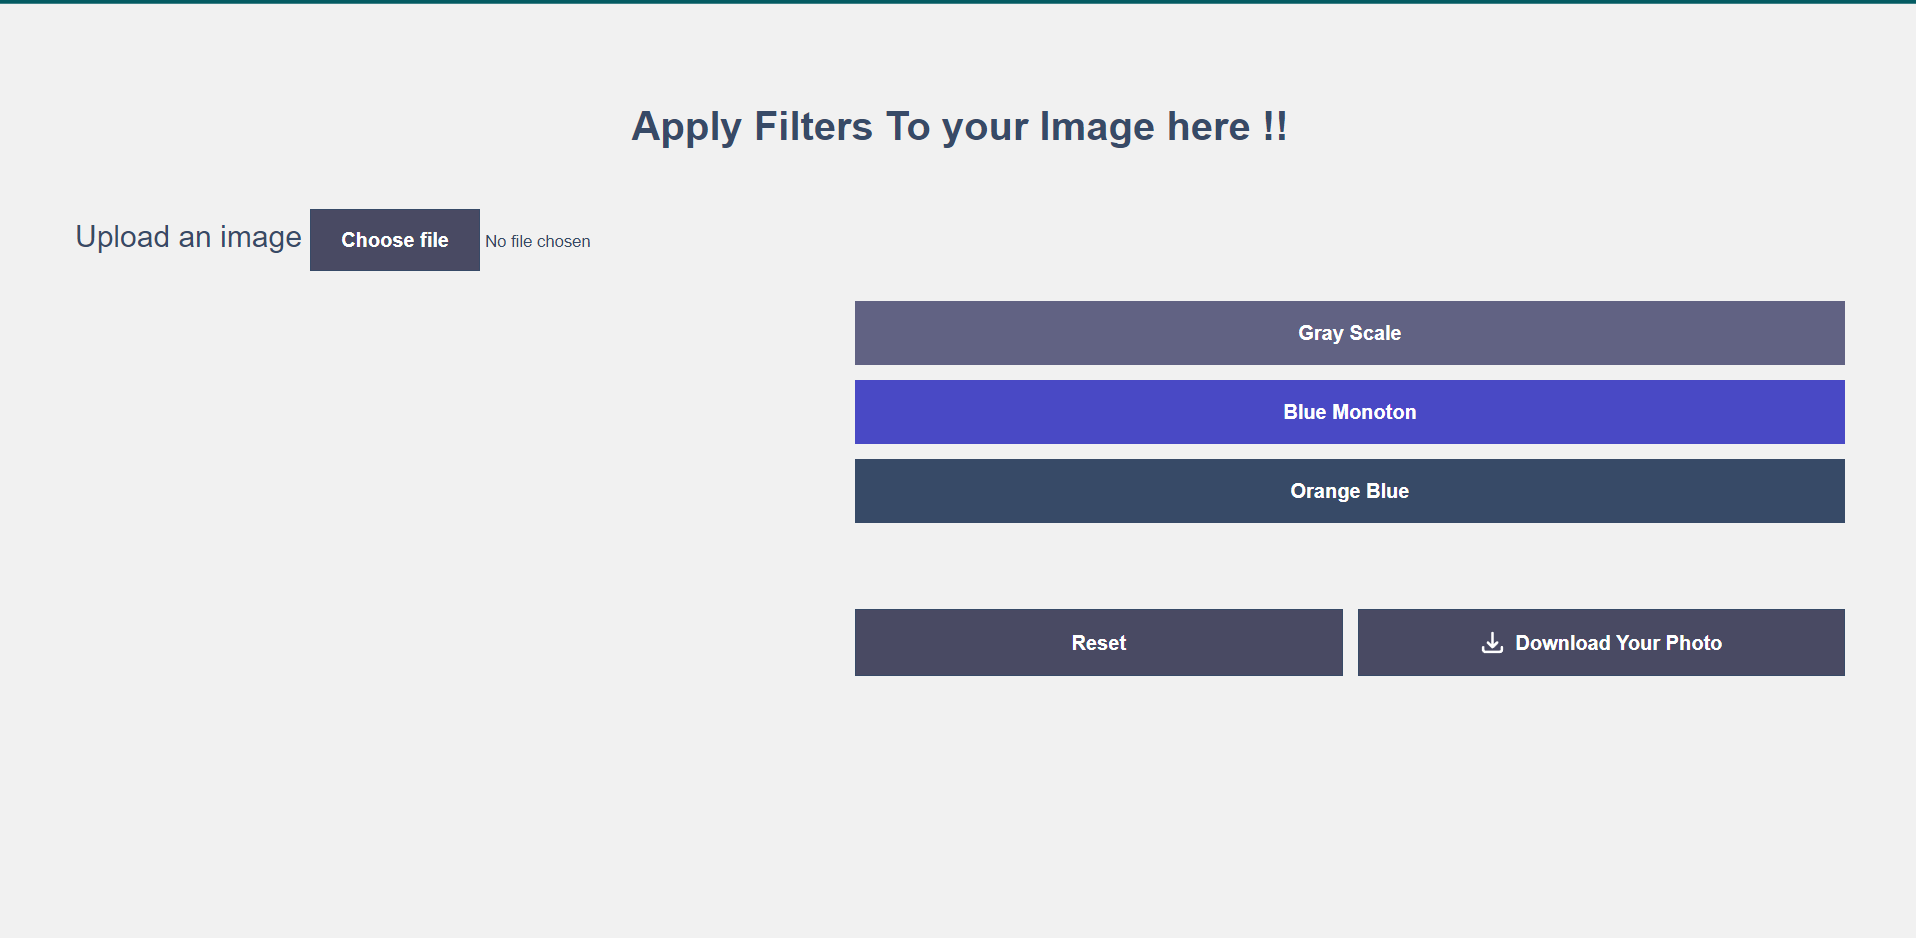 Apply Filters To your Image here !!
Upload an image Choose file No file chosen
Gray Scale
Blue Monoton
Orange Blue
Reset Download Your Photo